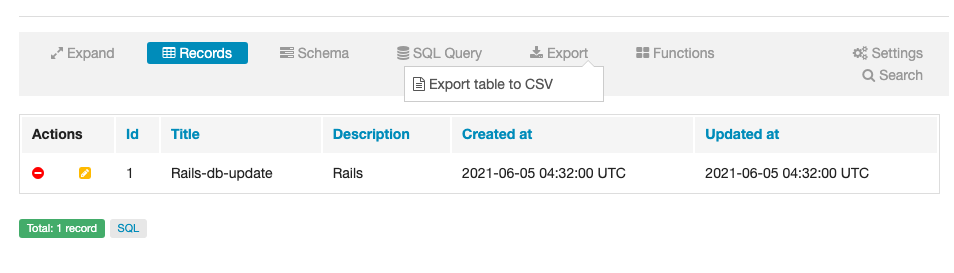 Expand Records Schema SQL Query Export Functions Settings
Search
Export table to CSV
Actions Id Title Description Created at Updated at
1 Rails-db-update Rails 2021-06-05 04:32:00 UTC 2021-06-05 04:32:00 UTC
Total: 1 record SQL